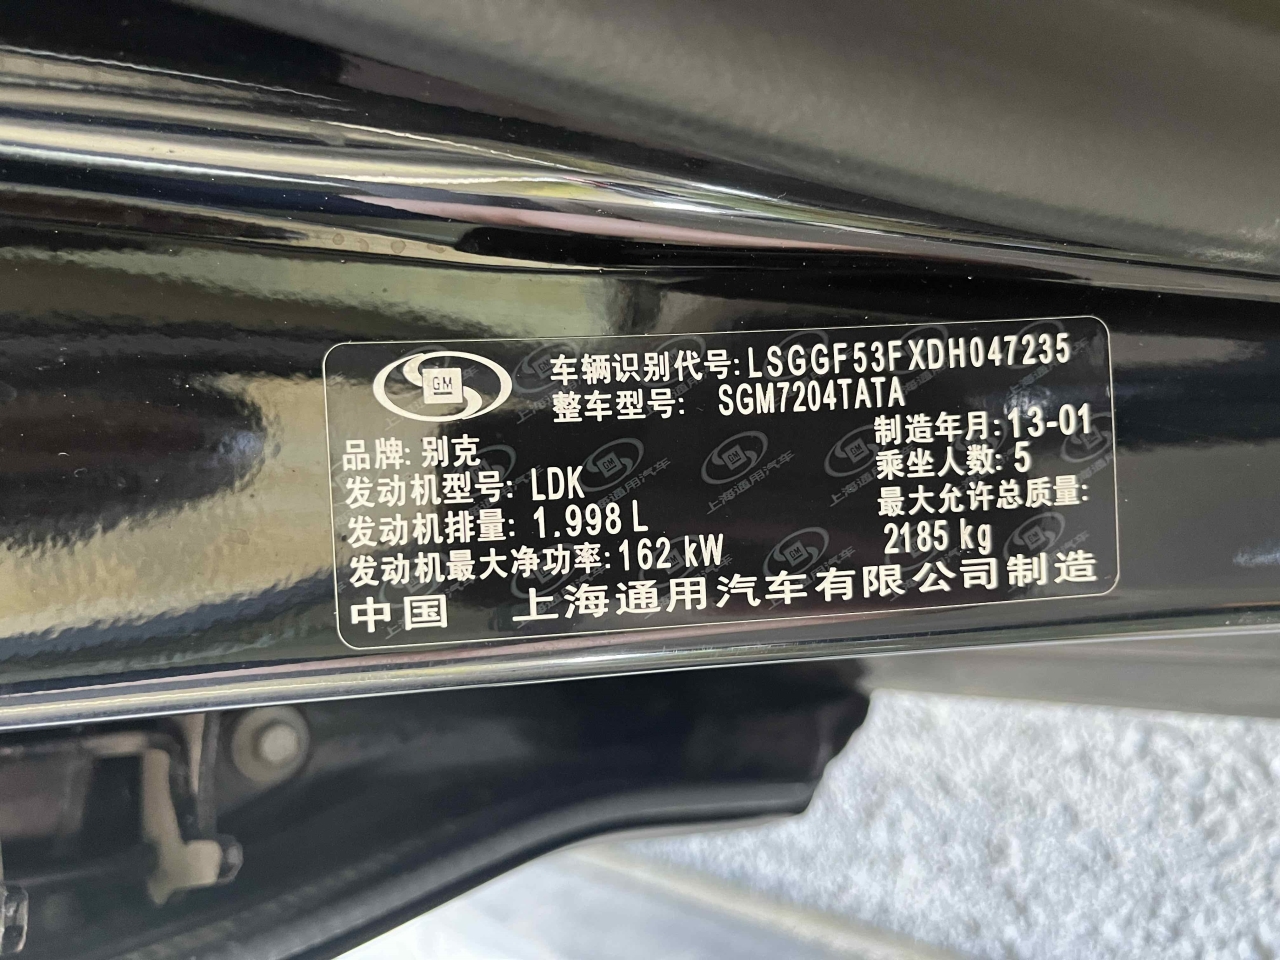 GM
车辆识别代号:LSGGF53FXDH047235
整车型号: SGM7204TATA
品牌: 别克
制造年月:13-01
发动机型号: LDK
乘坐人数: 5
发动机排量: 1.998L
最大允许总质量:
2185 kg
发动机最大净功率:162 kW
中国 上海通用汽车有限公司制造